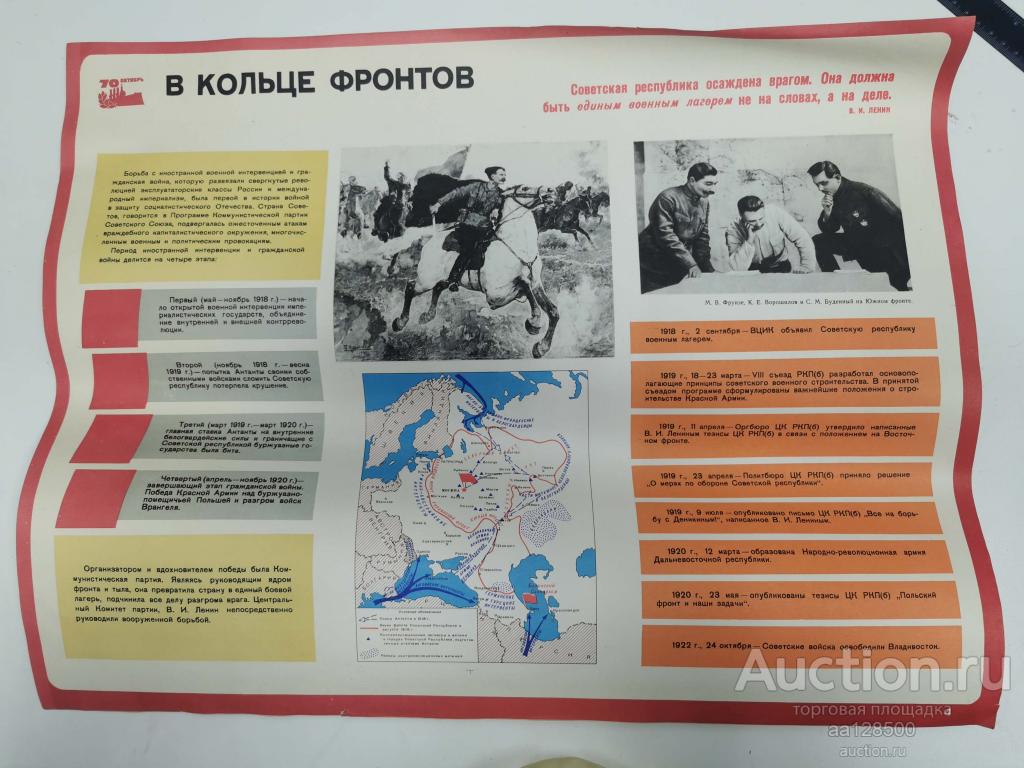 70 ОКТЯБРЬ
В КОЛЬЦЕ ФРОНТОВ
Советская республика осаждена врагом. Она должна
быть единым военным лагерем не на словах, а на деле.
В. И. ЛЕНИН
Борьба с иностранной военной интервенцией и гра-
жданская война, которую развязали свергнутые рево-
люцией эксплуататорские классы России и междуна-
родный империализм, была первой в истории войной
в защиту социалистического Отечества. Страна Сове-
тов, говорится в Программе Коммунистической партии
Советского Союза, подвергалась ожесточенным атакам
враждебного капиталистического окружения, многочис-
ленным военным и политическим провокациям.
Период иностранной интервенции и гражданской
войны делится на четыре этапа:
Первый (май—ноябрь 1918 г.)—нача-
ло открытой военной интервенции импе-
риалистических государств, объедине-
ние внутренней и внешней контррево-
люции.
Второй (ноябрь 1918 г.—весна
1919 г.)—попытка Антанты своими соб-
ственными войсками сломить Советскую
республику потерпела крушение.
Третий (март 1919 г.—март 1920 г.)—
главная ставка Антанты на внутренние
белогвардейские силы и граничащие с
Советской республикой буржуазные го-
сударства была бита.
Четвертый (апрель—ноябрь 1920 г.)—
завершающий этап гражданской войны.
Победа Красной Армии над буржуазно-
помещичьей Польшей и разгром войск
Врангеля.
Организатором и вдохновителем победы была Ком-
мунистическая партия. Являясь руководящим ядром
фронта и тыла, она превратила страну в единый боевой
лагерь, подчинила все делу разгрома врага. Централь-
ный Комитет партии, В. И. Ленин непосредственно
руководили вооруженной борьбой.
М. В. Фрунзе, К. Е. Ворошилов и С. М. Буденный на Южном фронте.
1918 г., 2 сентября—ВЦИК объявил Советскую республику
военным лагерем.
1919 г., 18—23 марта—VIII съезд РКП(б) разработал осново-
полагающие принципы советского военного строительства. В принятой
съездом программе сформулированы важнейшие положения о стро-
ительстве Красной Армии.
1919 г., 11 апреля—Оргбюро ЦК РКП(б) утвердило написанные
В. И. Лениным тезисы ЦК РКП(б) в связи с положением на Восточ-
ном фронте.
1919 г., 23 апреля—Политбюро ЦК РКП(б) приняло решение
„О мерах по обороне Советской республики“.
1919 г., 9 июля—опубликовано письмо ЦК РКП(б) „Все на борь-
бу с Деникиным!“, написанное В. И. Лениным.
1920 г., 12 марта—образована Народно-революционная армия
Дальневосточной республики.
1920 г., 23 мая—опубликованы тезисы ЦК РКП(б) „Польский
фронт и наши задачи“.
1922 г., 24 октября—Советские войска освободили Владивосток.
МОСКВА
Auction.ru
торговая площадка
aa128500
auction.ru